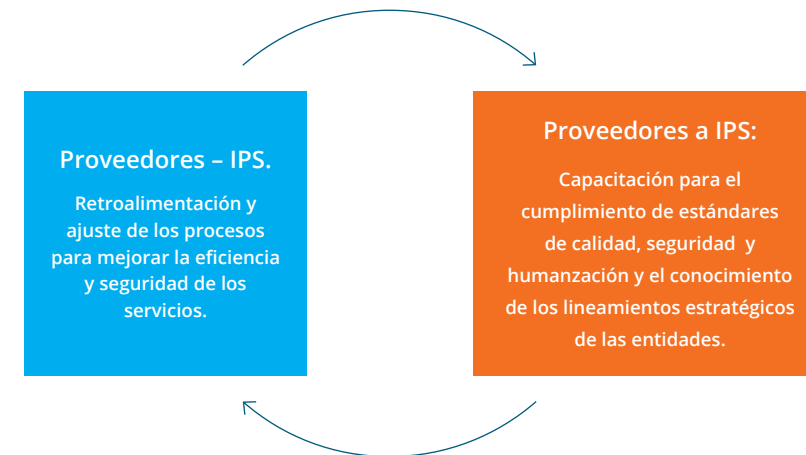 Proveedores – IPS.
Retroalimentación y
ajuste de los procesos
para mejorar la eficiencia
y seguridad de los
servicios.
Proveedores a IPS:
Capacitación para el
cumplimiento de estándares
de calidad, seguridad y
humanzación y el conocimiento
de los lineamientos estratégicos
de las entidades.